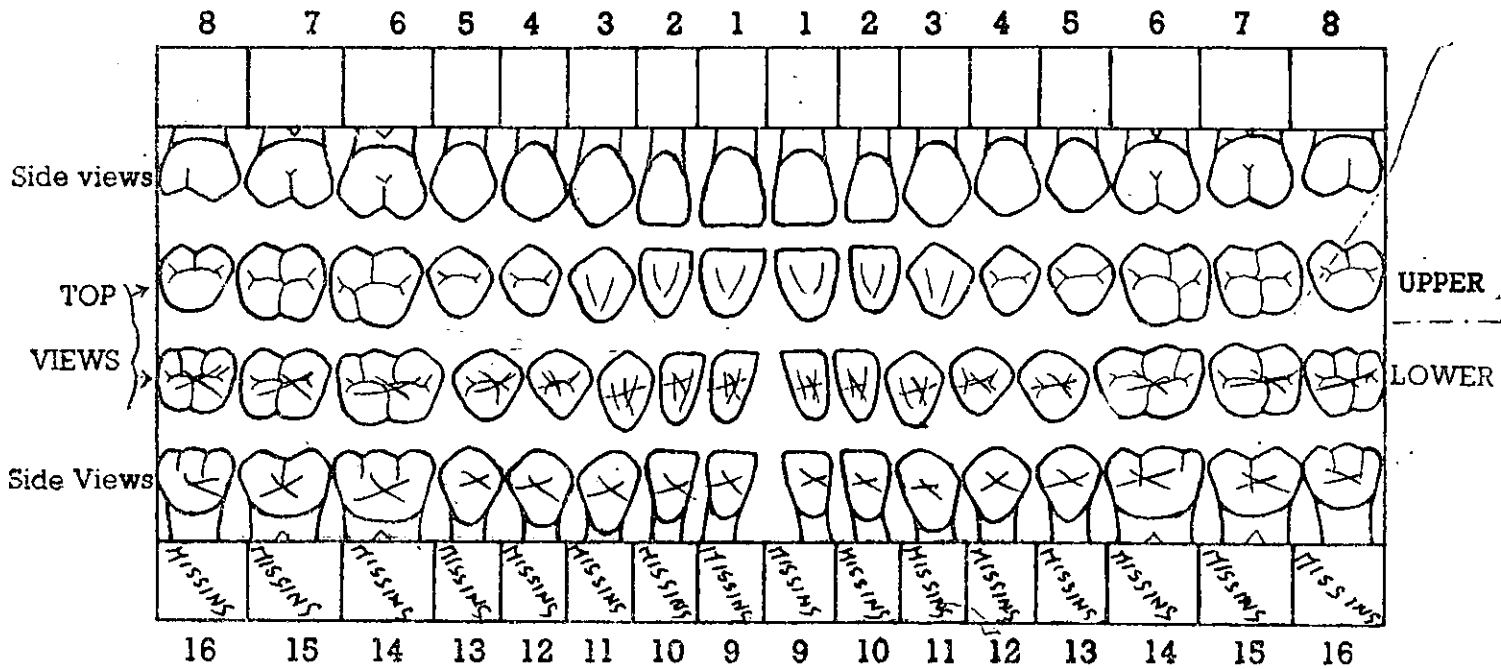 8 7 6 5 4 3 2 1 1 2 3 4 5 6 7 8
Side views
TOP
UPPER
VIEWS
LOWER
Side Views
MISSING MISSING MISSING MISSING MISSING MISSING MISSING MISSING MISSING MISSING MISSING MISSING MISSING MISSING MISSING MISSING
16 15 14 13 12 11 10 9 9 10 11 12 13 14 15 16